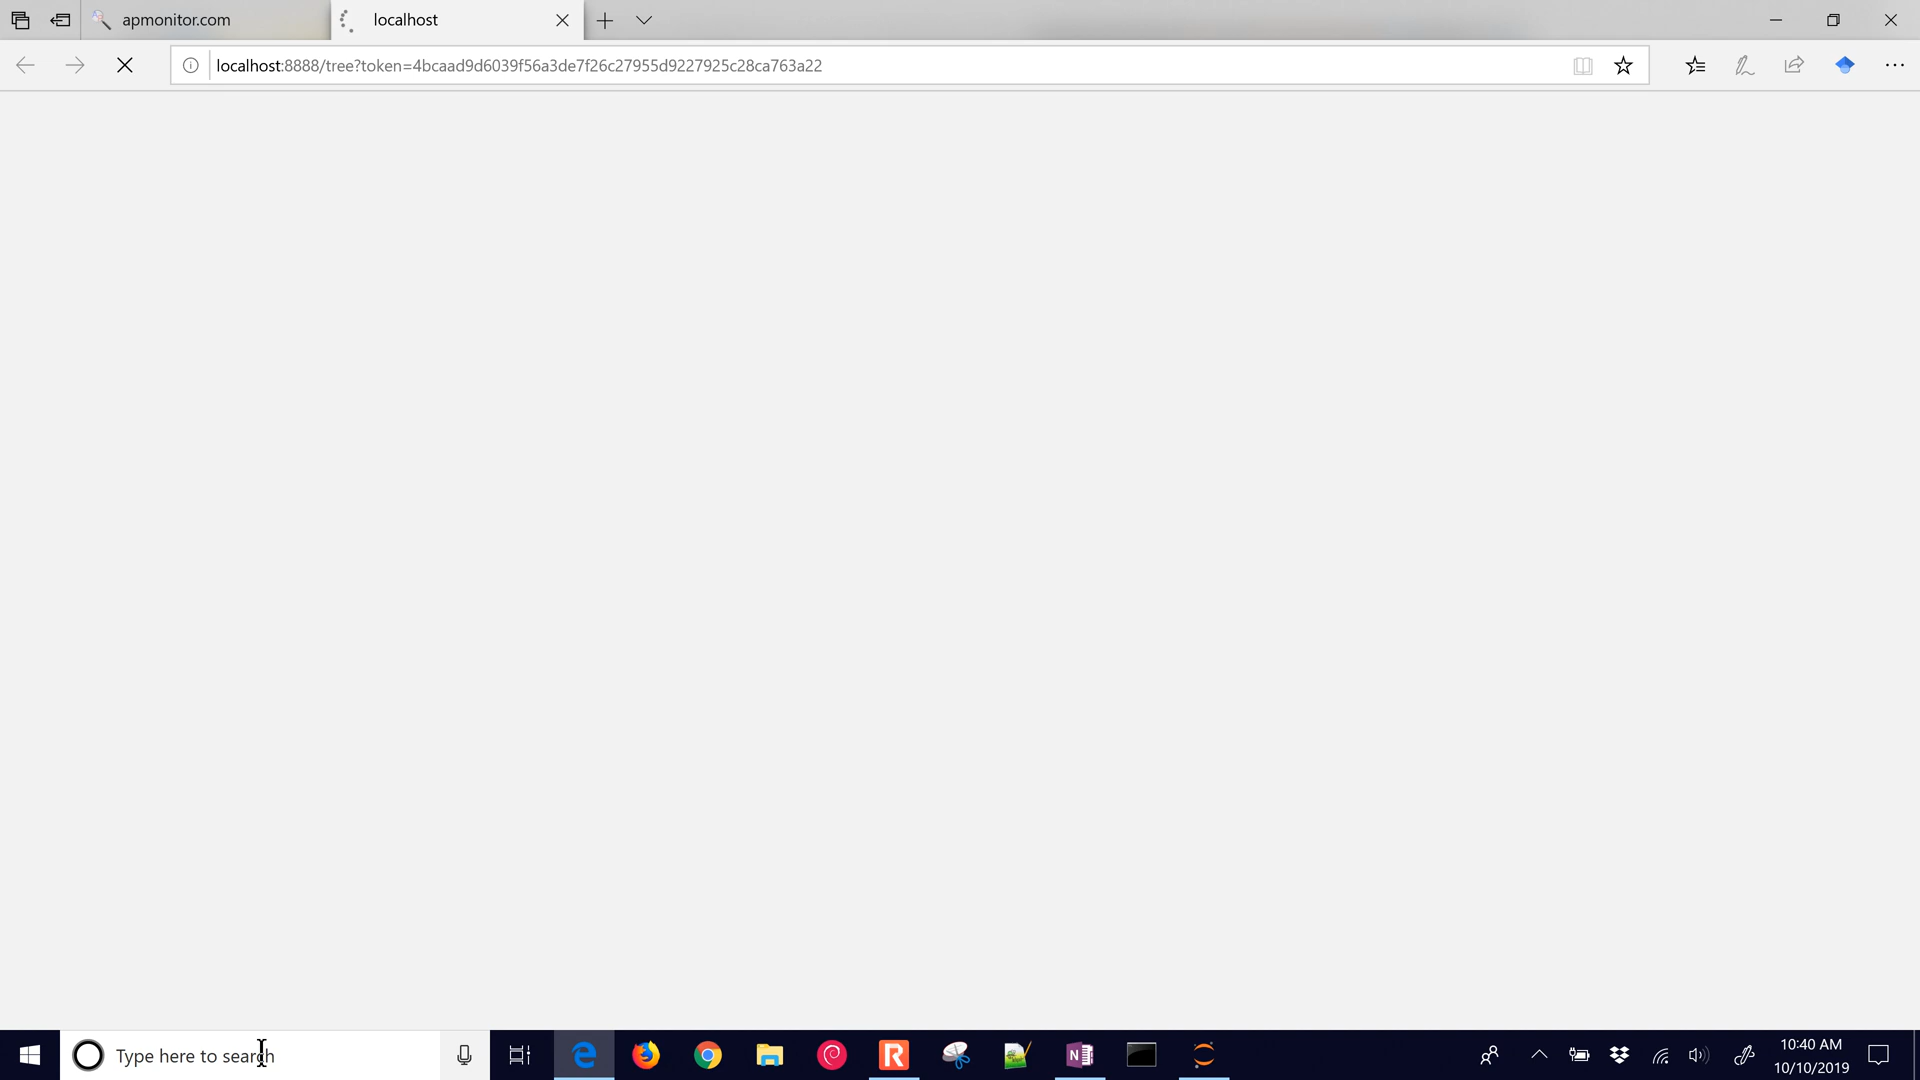 apmonitor.com
localhost
localhost:8888/tree?token=4bcaad9d6039f56a3de7f26c27955d9227925c28ca763a22
Type here to search
R
N
10:40 AM
10/10/2019